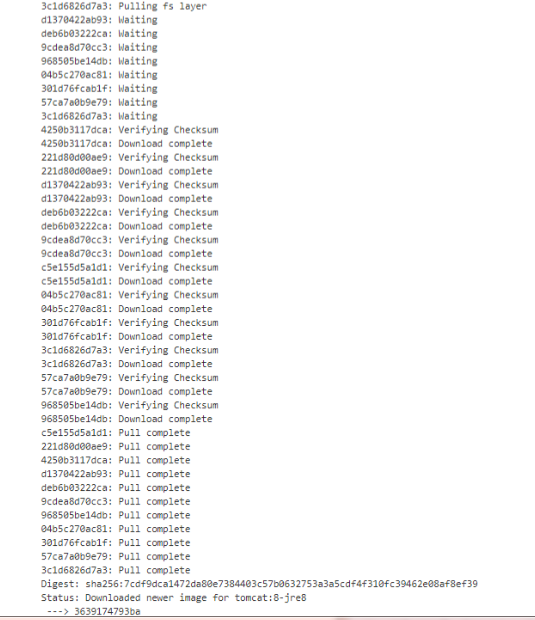 3c1d6826d7a3: Pulling fs layer
d1370422ab93: Waiting
deb6b03222ca: Waiting
9cdea8d70cc3: Waiting
968505be14db: Waiting
04b5c270ac81: Waiting
301d76fcab1f: Waiting
57ca7a0b9e79: Waiting
3c1d6826d7a3: Waiting
4250b3117dca: Verifying Checksum
4250b3117dca: Download complete
221d80d00ae9: Verifying Checksum
221d80d00ae9: Download complete
d1370422ab93: Verifying Checksum
d1370422ab93: Download complete
deb6b03222ca: Verifying Checksum
deb6b03222ca: Download complete
9cdea8d70cc3: Verifying Checksum
9cdea8d70cc3: Download complete
c5e155d5a1d1: Verifying Checksum
c5e155d5a1d1: Download complete
04b5c270ac81: Verifying Checksum
04b5c270ac81: Download complete
301d76fcab1f: Verifying Checksum
301d76fcab1f: Download complete
3c1d6826d7a3: Verifying Checksum
3c1d6826d7a3: Download complete
57ca7a0b9e79: Verifying Checksum
57ca7a0b9e79: Download complete
968505be14db: Verifying Checksum
968505be14db: Download complete
c5e155d5a1d1: Pull complete
221d80d00ae9: Pull complete
4250b3117dca: Pull complete
d1370422ab93: Pull complete
deb6b03222ca: Pull complete
9cdea8d70cc3: Pull complete
968505be14db: Pull complete
04b5c270ac81: Pull complete
301d76fcab1f: Pull complete
57ca7a0b9e79: Pull complete
3c1d6826d7a3: Pull complete
Digest: sha256:7cdf9dca1472da80e7384403c57b0632753a3a5cdf4f310fc39462e08af8ef39
Status: Downloaded newer image for tomcat:8-jre8
---> 3639174793ba